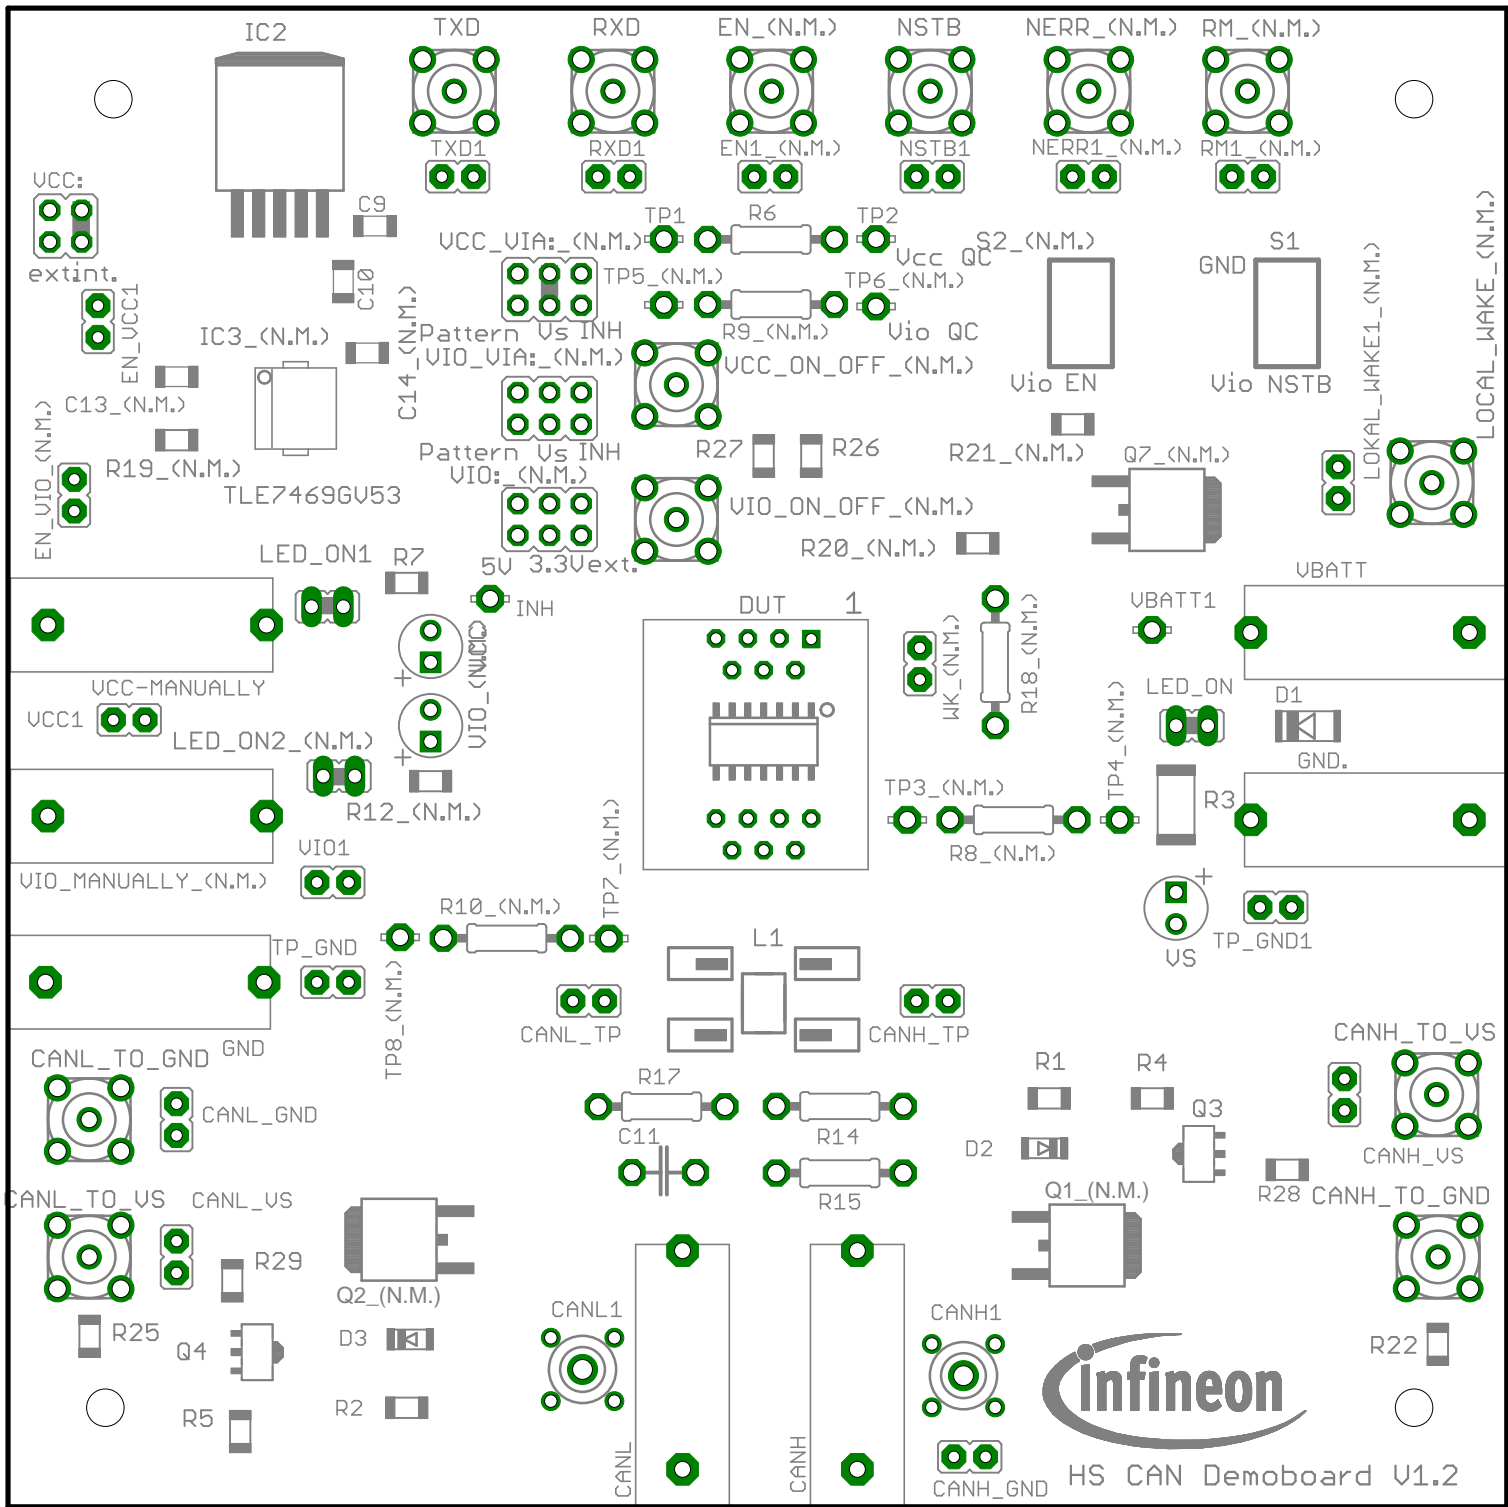 IC2
TXD
RXD
EN_(N.M.)
NSTB
NERR_(N.M.)
RM_(N.M.)
TXD1
RXD1
EN1_(N.M.)
NSTB1
NERR1_(N.M.)
RM1_(N.M.)
VCC:
ext
int.
C9
C10
EN_VCC1
IC3_(N.M.)
C14_(N.M.)
C13_(N.M.)
R19_(N.M.)
TLE7469GV53
EN_VIO_(N.M.)
VCC_VIA:_(N.M.)
Pattern Vs INH
VIO_VIA:_(N.M.)
Pattern Vs INH
VIO:_(N.M.)
5V 3.3V ext.
TP1
R6
TP2
Vcc QC
TP5_(N.M.)
TP6_(N.M.)
R9_(N.M.)
Vio QC
VCC_ON_OFF_(N.M.)
R27
R26
VIO_ON_OFF_(N.M.)
S2_(N.M.)
S1
GND
Vio EN
Vio NSTB
R21_(N.M.)
Q7_(N.M.)
R20_(N.M.)
LOKAL_WAKE1_(N.M.)
LOCAL_WAKE_(N.M.)
LED_ON1
R7
INH
DUT
1
VCC-MANUALLY
VCC1
LED_ON2_(N.M.)
VIO_(N.M.)
R12_(N.M.)
WK_(N.M.)
R18_(N.M.)
VBATT
VBATT1
LED_ON
D1
GND.
TP4_(N.M.)
TP3_(N.M.)
R3
R8_(N.M.)
VIO1
VIO_MANUALLY_(N.M.)
TP7_(N.M.)
R10_(N.M.)
TP_GND
VS
TP_GND1
L1
TP8_(N.M.)
GND
CANL_TP
CANH_TP
CANL_TO_GND
CANL_GND
R17
R14
C11
R15
R1
R4
D2
Q3
CANH_TO_VS
CANH_VS
R28
CANH_TO_GND
CANL_TO_VS
CANL_VS
R29
Q1_(N.M.)
Q2_(N.M.)
R25
Q4
D3
R5
R2
CANL1
CANH1
CANL
CANH
CANH_GND
R22
infineon
HS CAN Demoboard V1.2